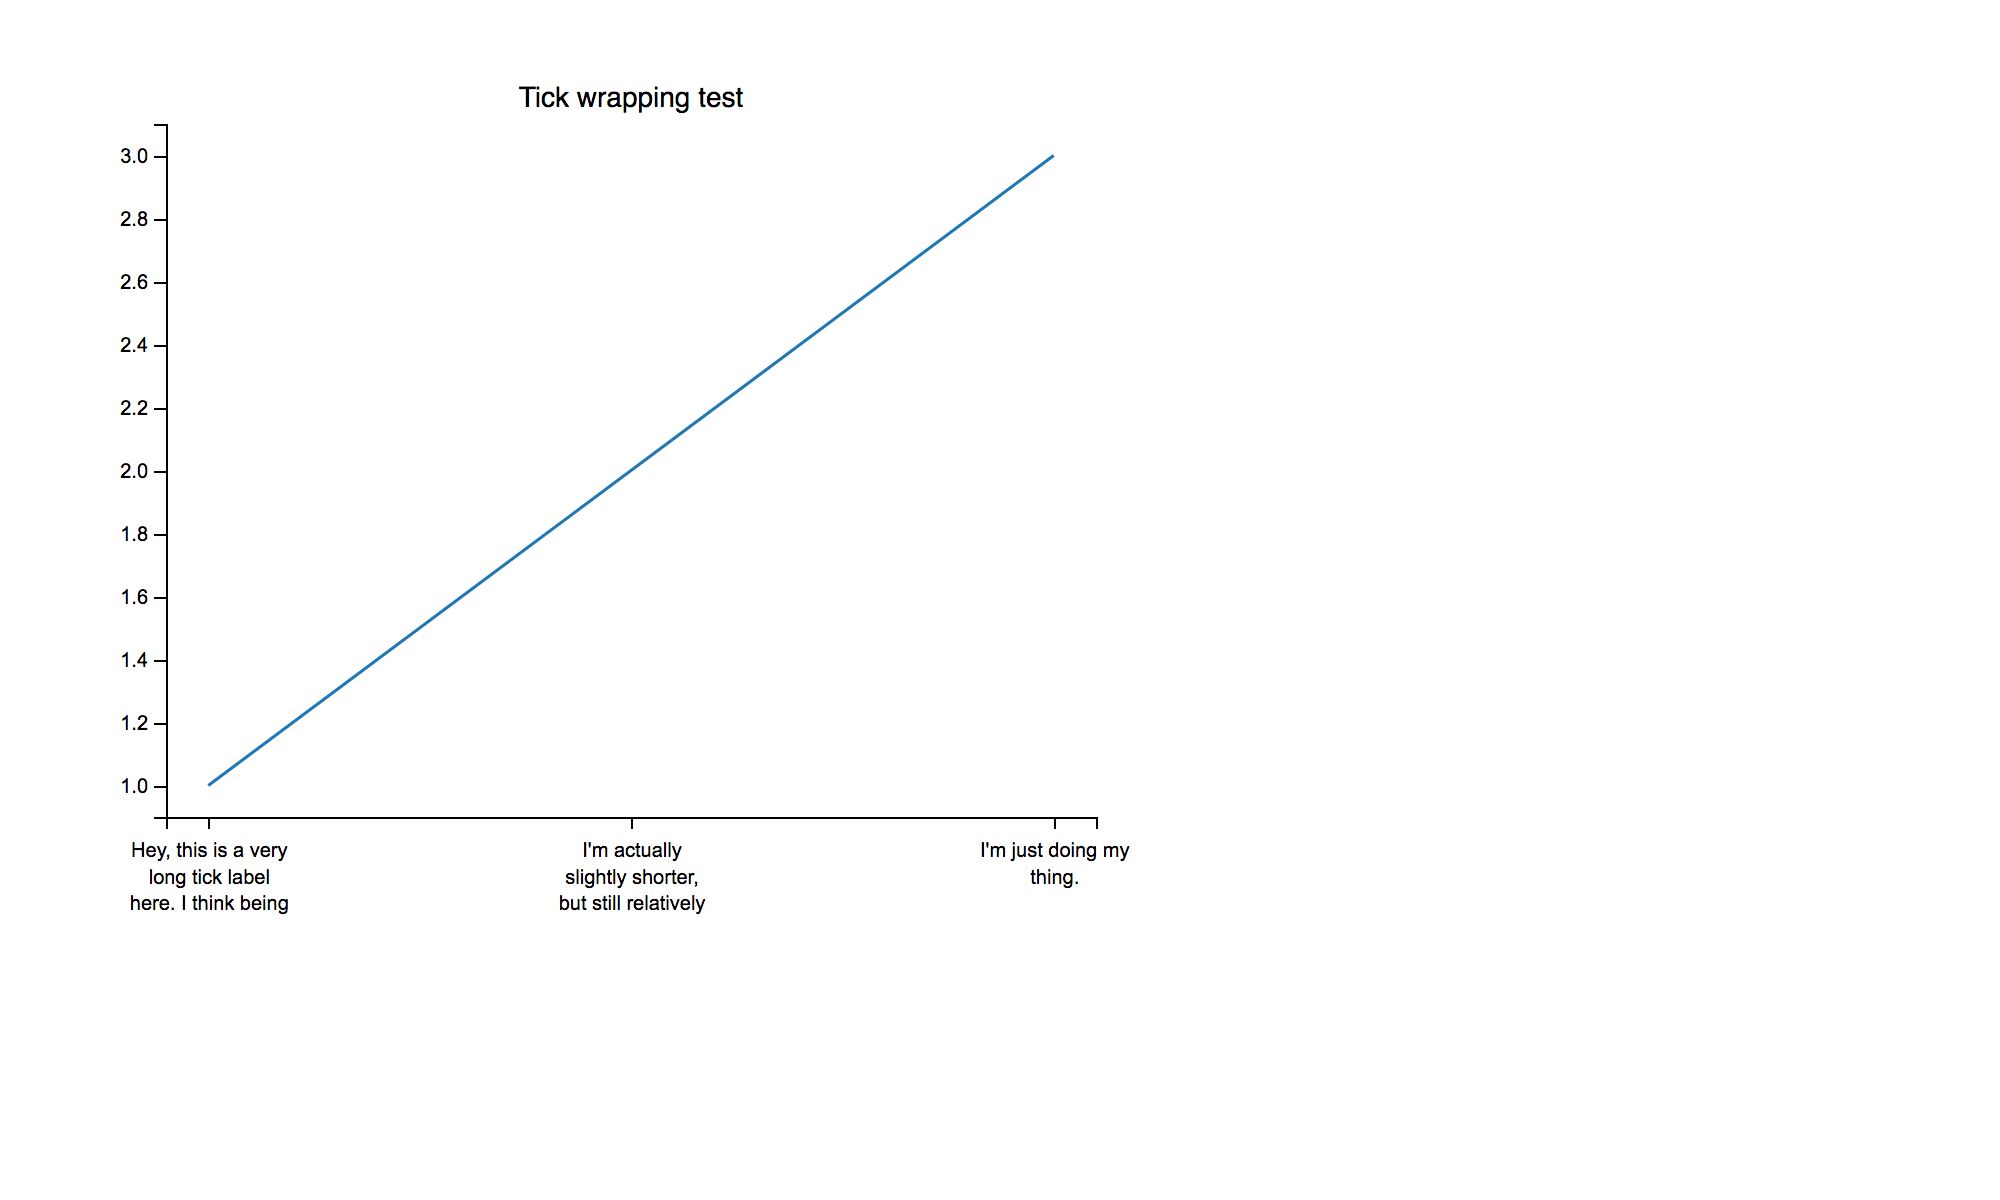 Tick wrapping test
3.0
2.8
2.6
2.4
2.2
2.0
1.8
1.6
1.4
1.2
1.0
Hey, this is a very
long tick label
here. I think being
I'm actually
slightly shorter,
but still relatively
I'm just doing my
thing.